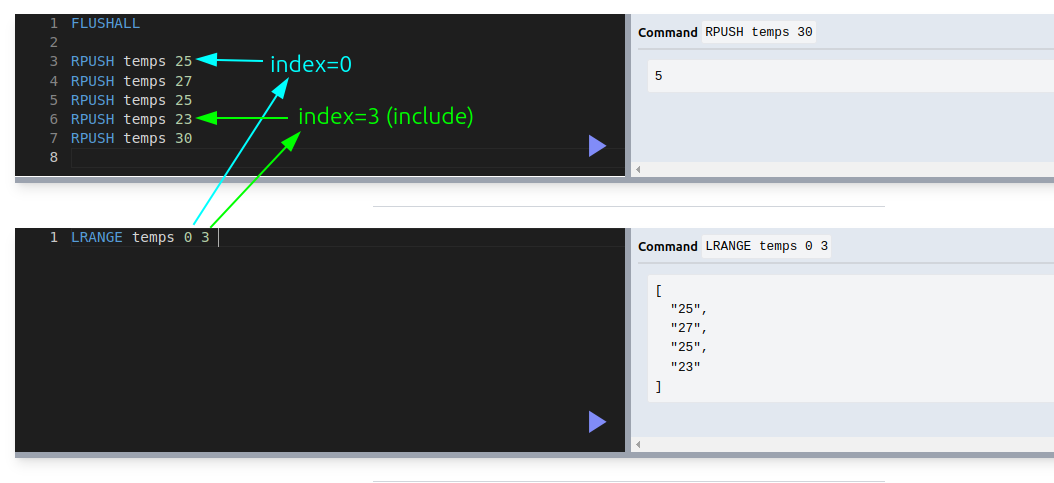 1 FLUSHALL
2
3 RPUSH temps 25
4 RPUSH temps 27
5 RPUSH temps 25
6 RPUSH temps 23
7 RPUSH temps 30
8
index=0
index=3 (include)
Command RPUSH temps 30
5
1 LRANGE temps 0 3
Command LRANGE temps 0 3
[
"25",
"27",
"25",
"23"
]